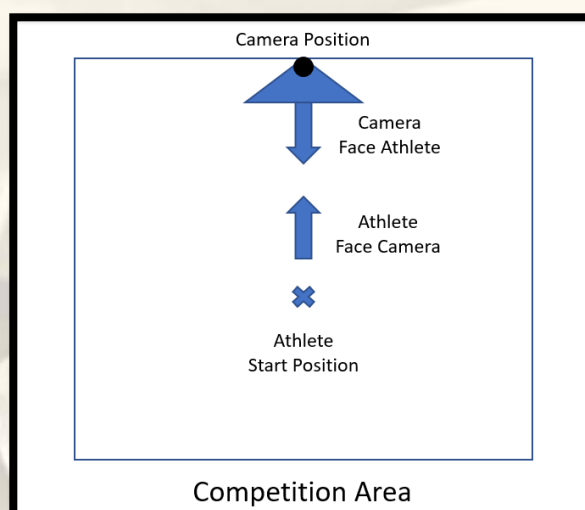 Camera Position
Camera
Face Athlete
Athlete
Face Camera
Athlete
Start Position
Competition Area